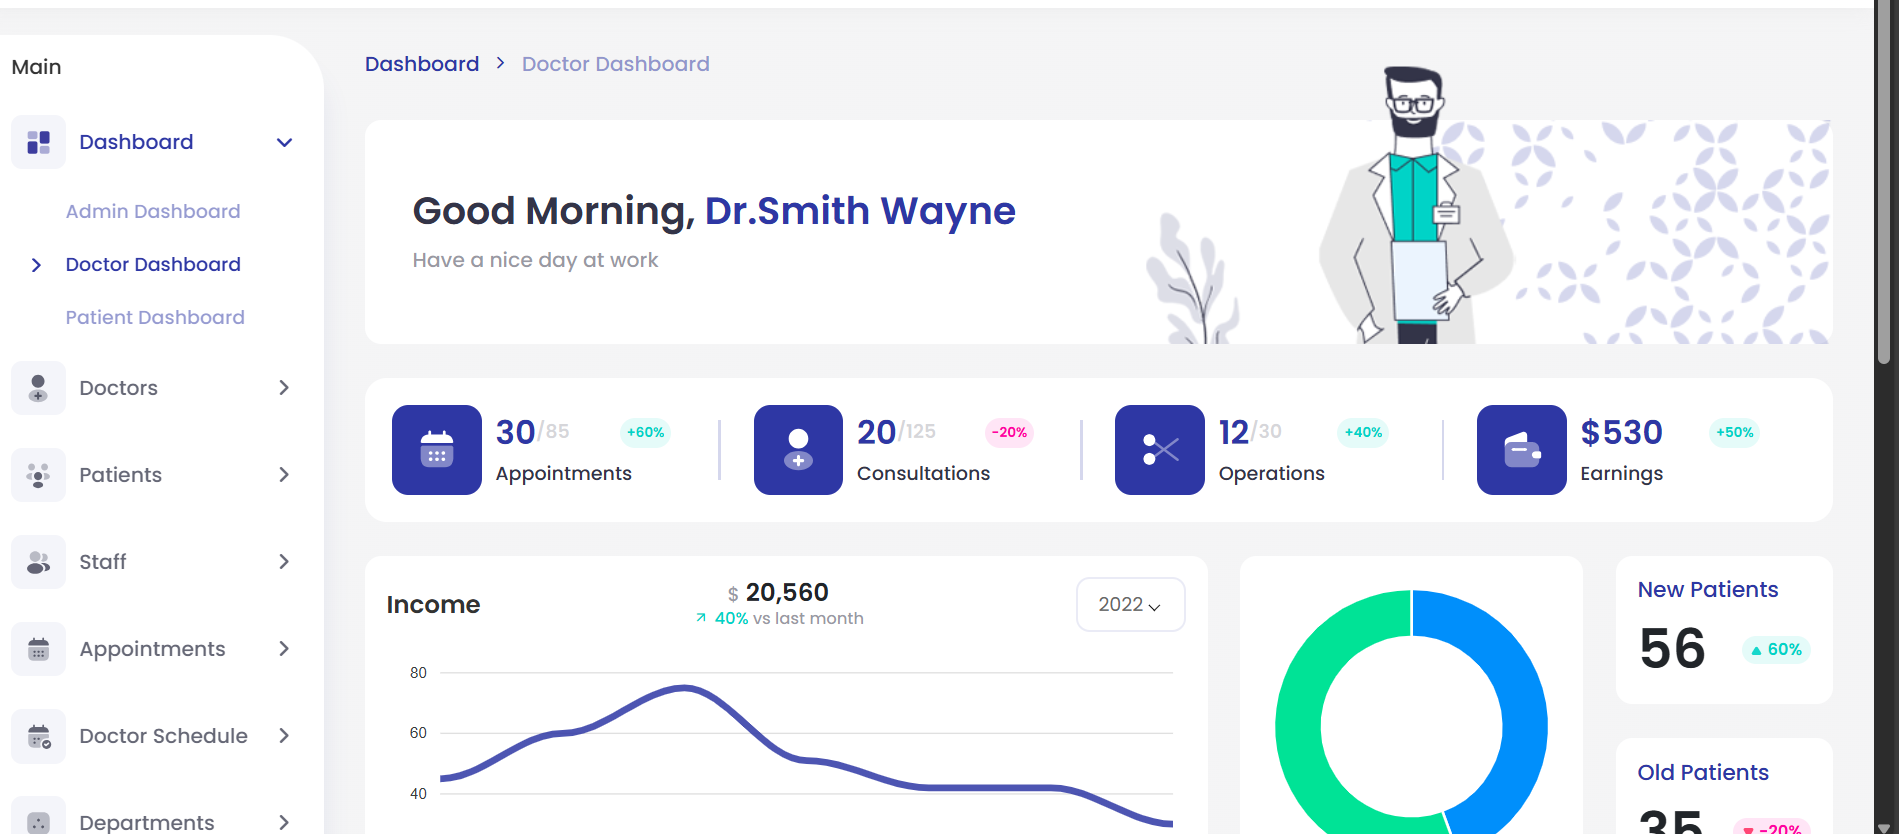 Main
Dashboard
Admin Dashboard
Doctor Dashboard
Patient Dashboard
Doctors
Patients
Staff
Appointments
Doctor Schedule
Departments
Dashboard > Doctor Dashboard
Good Morning, Dr.Smith Wayne
Have a nice day at work
30/85 +60%
Appointments
20/125 -20%
Consultations
12/30 +40%
Operations
$530 +50%
Earnings
Income
$ 20,560
40% vs last month
2022
80
60
40
New Patients
56 60%
Old Patients
35 -20%